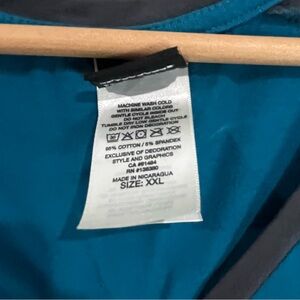 MACHINE WASH COLD
WITH SIMILAR COLORS
GENTLE CYCLE INSIDE OUT
DO NOT BLEACH
TUMBLE DRY LOW GENTLE CYCLE
DO NOT IRON DECORATION
95% COTTON / 5% SPANDEX
EXCLUSIVE OF DECORATION
STYLE AND GRAPHICS
CA #61484
RN #138380
MADE IN NICARAGUA
SIZE: XXL